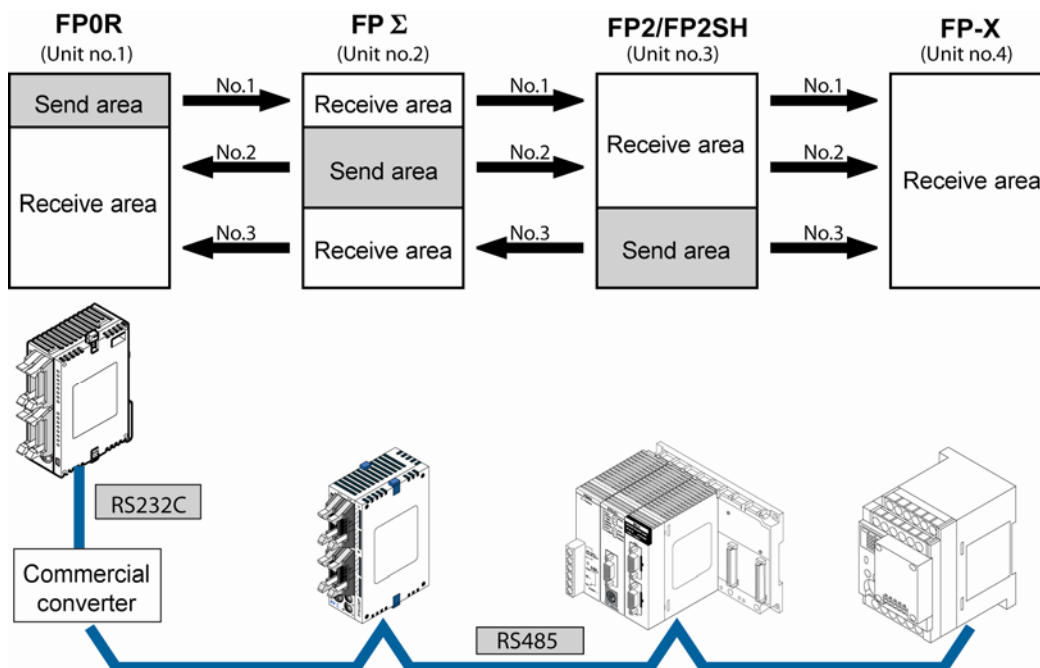 FP0R
(Unit no.1)
FP Σ
(Unit no.2)
FP2/FP2SH
(Unit no.3)
FP-X
(Unit no.4)
Send area
No.1
Receive area
No.1
No.1
Receive area
No.2
Send area
No.2
Receive area
No.2
Receive area
No.3
Receive area
No.3
Send area
No.3
RS232C
Commercial
converter
RS485